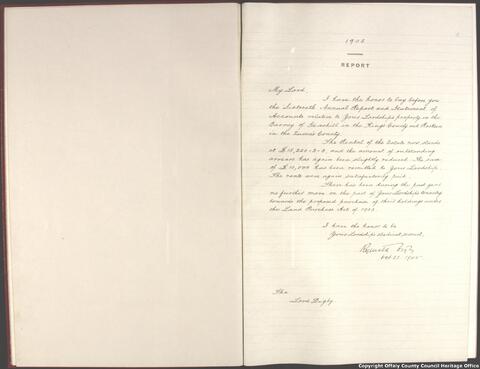 1905
REPORT
My Lord,
I have the honor to lay before you
the Sixteenth Annual Report and Statement of
Accounts relative to Your Lordship's property in the
Barony of Geashill in the King's County and
in the Queen's County.
The Rental of the Estate now stands
at £ 15,220 - and the amount of outstanding
arrears has again been slightly reduced. The sum
of £ 10,000 has been remitted to Your Lordship.
The rents were again satisfactorily paid.
There has been during the past year
no further move on the part of Your Lordship's tenantry
towards the proposed purchase of their holdings under
the Land Purchase Act of 1903.
I have the honor to be
Your Lordship's obedient servant,
Reginald Digby
1905
The
Lord Digby
Copyright Offaly County Council Heritage Office